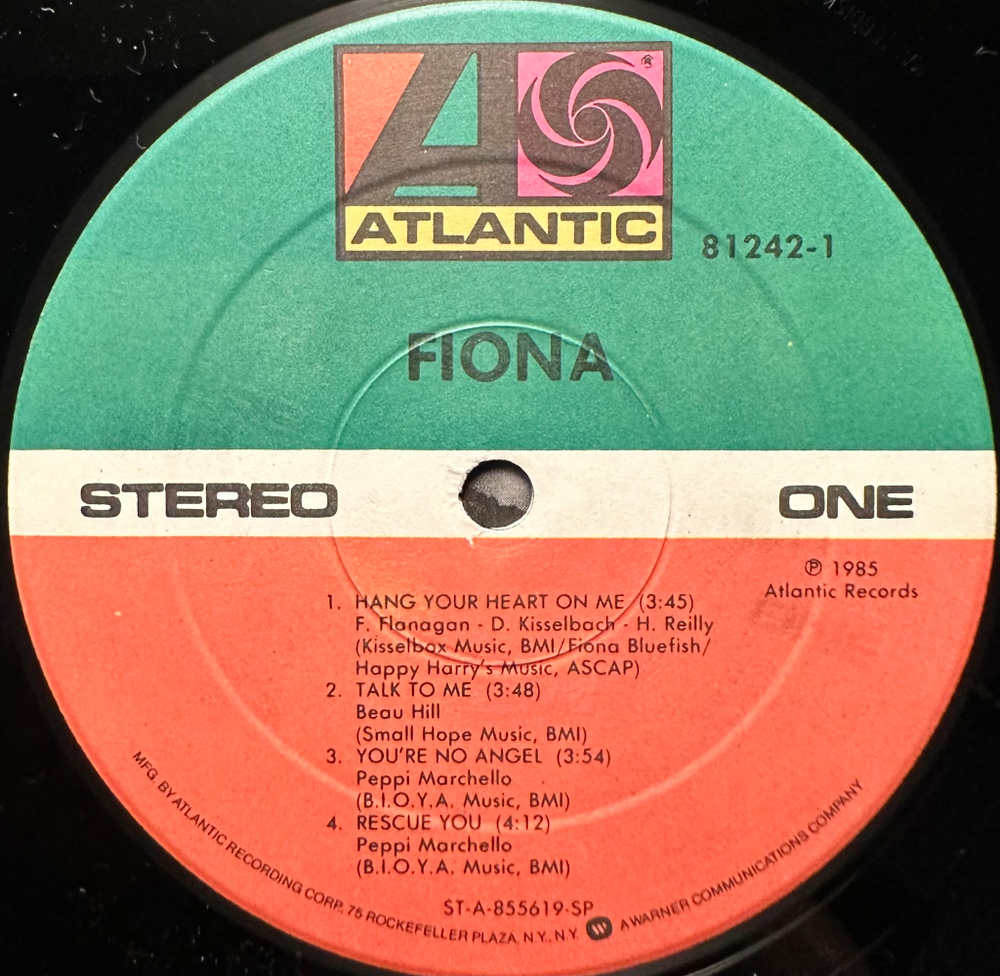 ®
ATLANTIC
81242-1
FIONA
STEREO
ONE
℗ 1985
Atlantic Records
1. HANG YOUR HEART ON ME (3:45)
F. Flanagan - D. Kisselbach - H. Reilly
(Kisselbox Music, BMI/Fiona Bluefish/
Happy Harry's Music, ASCAP)
2. TALK TO ME (3:48)
Beau Hill
(Small Hope Music, BMI)
3. YOU'RE NO ANGEL (3:54)
Peppi Marchello
(B.I.O.Y.A. Music, BMI)
4. RESCUE YOU (4:12)
Peppi Marchello
(B.I.O.Y.A. Music, BMI)
ST-A-855619-SP
MFG. BY ATLANTIC RECORDING CORP. 75 ROCKEFELLER PLAZA, N.Y., N.Y. A WARNER COMMUNICATIONS COMPANY